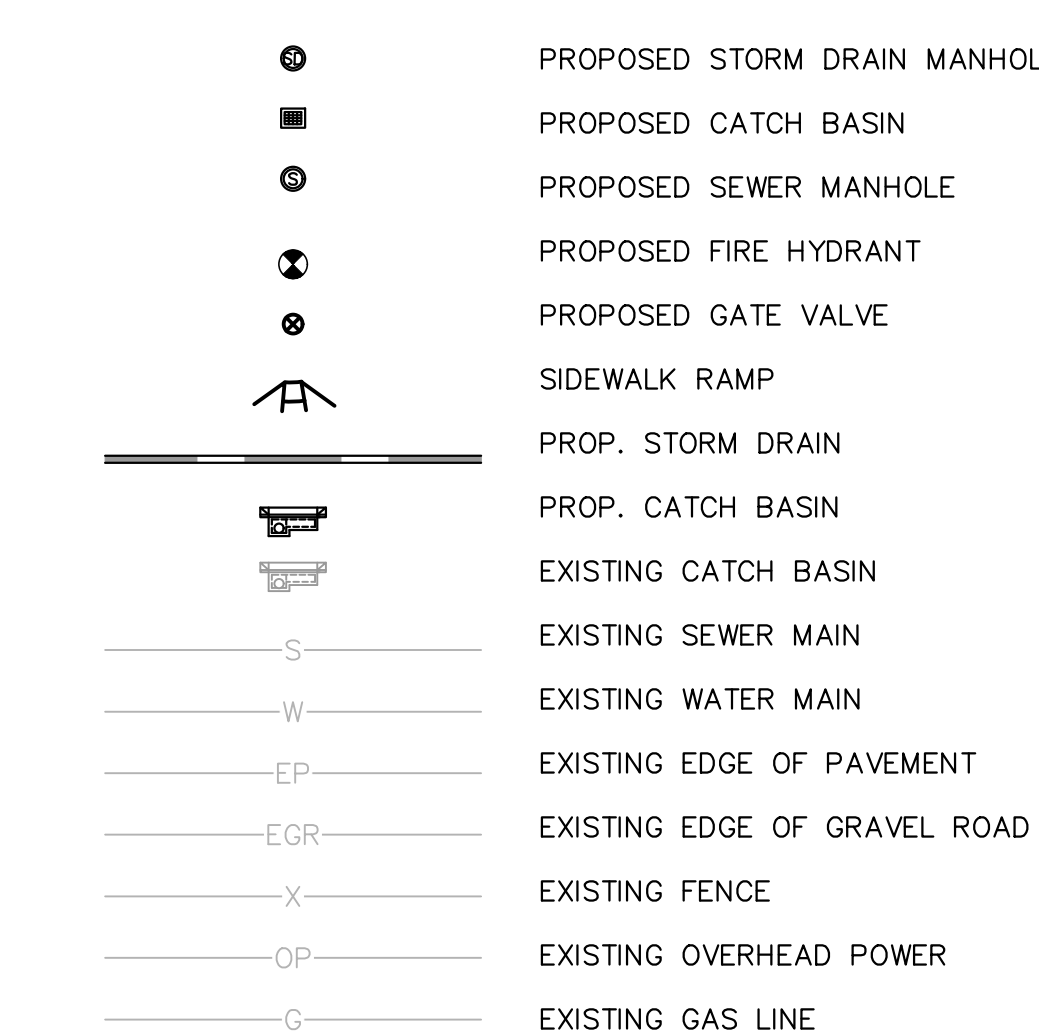 SD PROPOSED STORM DRAIN MANHOL
PROPOSED CATCH BASIN
S PROPOSED SEWER MANHOLE
PROPOSED FIRE HYDRANT
PROPOSED GATE VALVE
SIDEWALK RAMP
PROP. STORM DRAIN
PROP. CATCH BASIN
EXISTING CATCH BASIN
S EXISTING SEWER MAIN
W EXISTING WATER MAIN
EP EXISTING EDGE OF PAVEMENT
EGR EXISTING EDGE OF GRAVEL ROAD
X EXISTING FENCE
OP EXISTING OVERHEAD POWER
G EXISTING GAS LINE